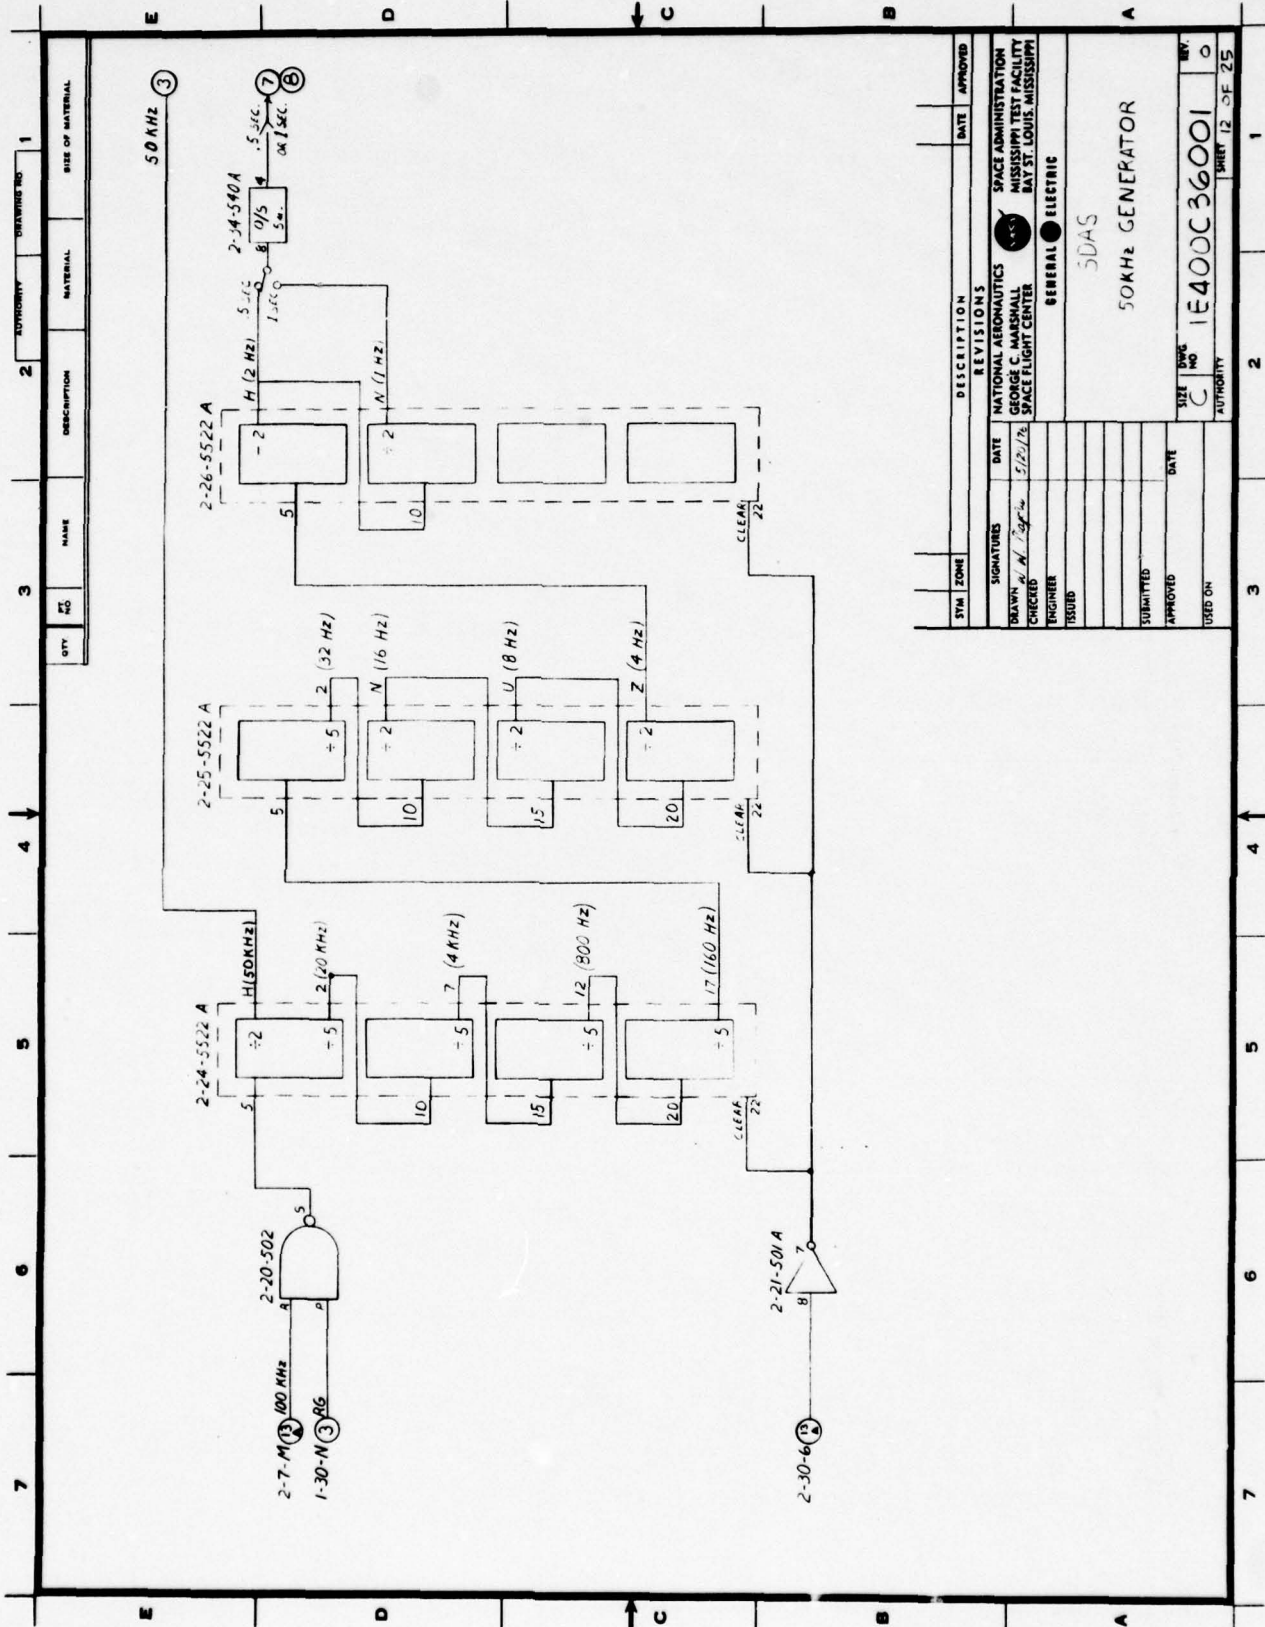 7
6
5
4
3
2
1
E
D
C
B
A
AUTHORITY
DRAWING NO.
QTY
PT. NO
NAME
DESCRIPTION
MATERIAL
SIZE OF MATERIAL
50 KHz
3
2-7-M 13 100 KHz
1-30-N 3 RG
2-20-502
R
P
5
2-24-5522 A
5
÷2
H(50KHz)
÷5
2 (20 KHz)
10
÷5
7 (4 KHz)
15
÷5
12 (800 Hz)
20
÷5
17 (160 Hz)
CLEAR
22
2-25-5522 A
5
÷5
2 (32 Hz)
10
÷2
N (16 Hz)
15
÷2
U (8 Hz)
20
÷2
Z (4 Hz)
CLEAR
22
2-26-5522 A
5
÷2
H (2 Hz)
10
÷2
N (1 Hz)
CLEAR
22
.5 SEC
1 SEC
2-34-540A
8
O/S
4
.5 SEC.
OR 1 SEC.
7
8
2-30-6 13
2-21-501 A
8
7
SYM
ZONE
DESCRIPTION
DATE
APPROVED
REVISIONS
SIGNATURES
DATE
DRAWN
5/20/70
CHECKED
ENGINEER
ISSUED
SUBMITTED
APPROVED
DATE
USED ON
NATIONAL AERONAUTICS SPACE ADMINISTRATION
GEORGE C. MARSHALL MISSISSIPPI TEST FACILITY
SPACE FLIGHT CENTER BAY ST. LOUIS, MISSISSIPPI
GENERAL ELECTRIC
SDAS
50KHz GENERATOR
SIZE
C
DWG NO
1E400C36001
REV.
0
AUTHORITY
SHEET 12 OF 25
7
6
5
4
3
2
1
E
D
C
B
A